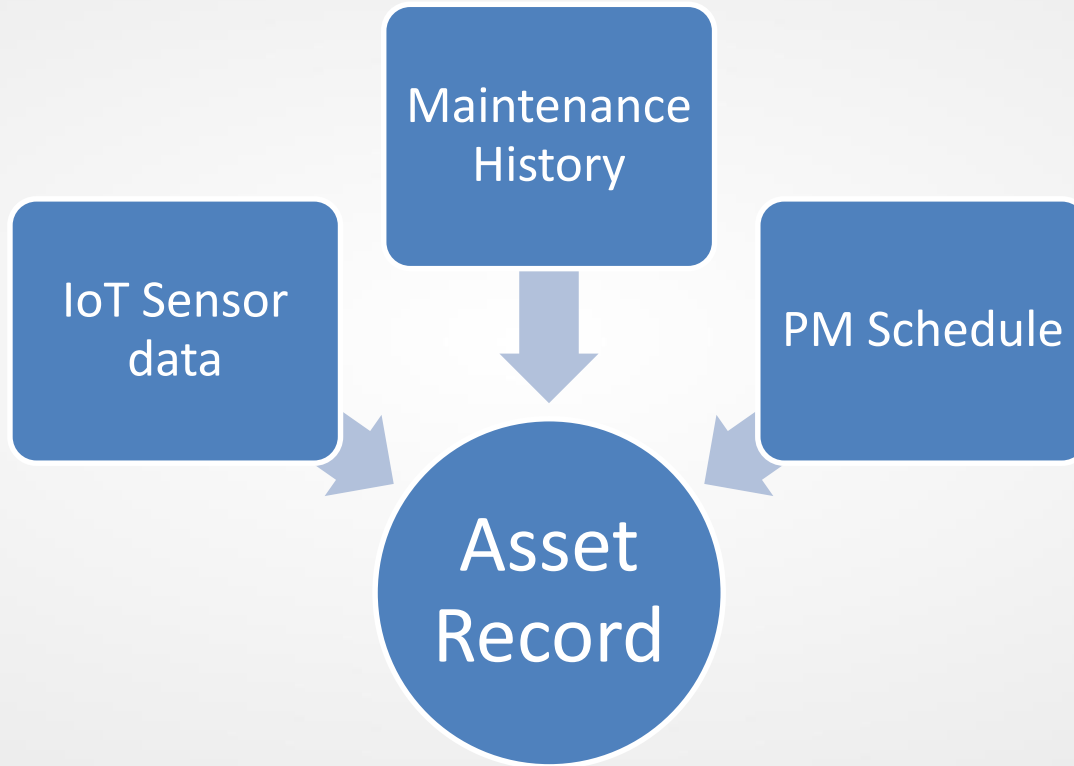 Maintenance
History
IoT Sensor
data
PM Schedule
Asset
Record